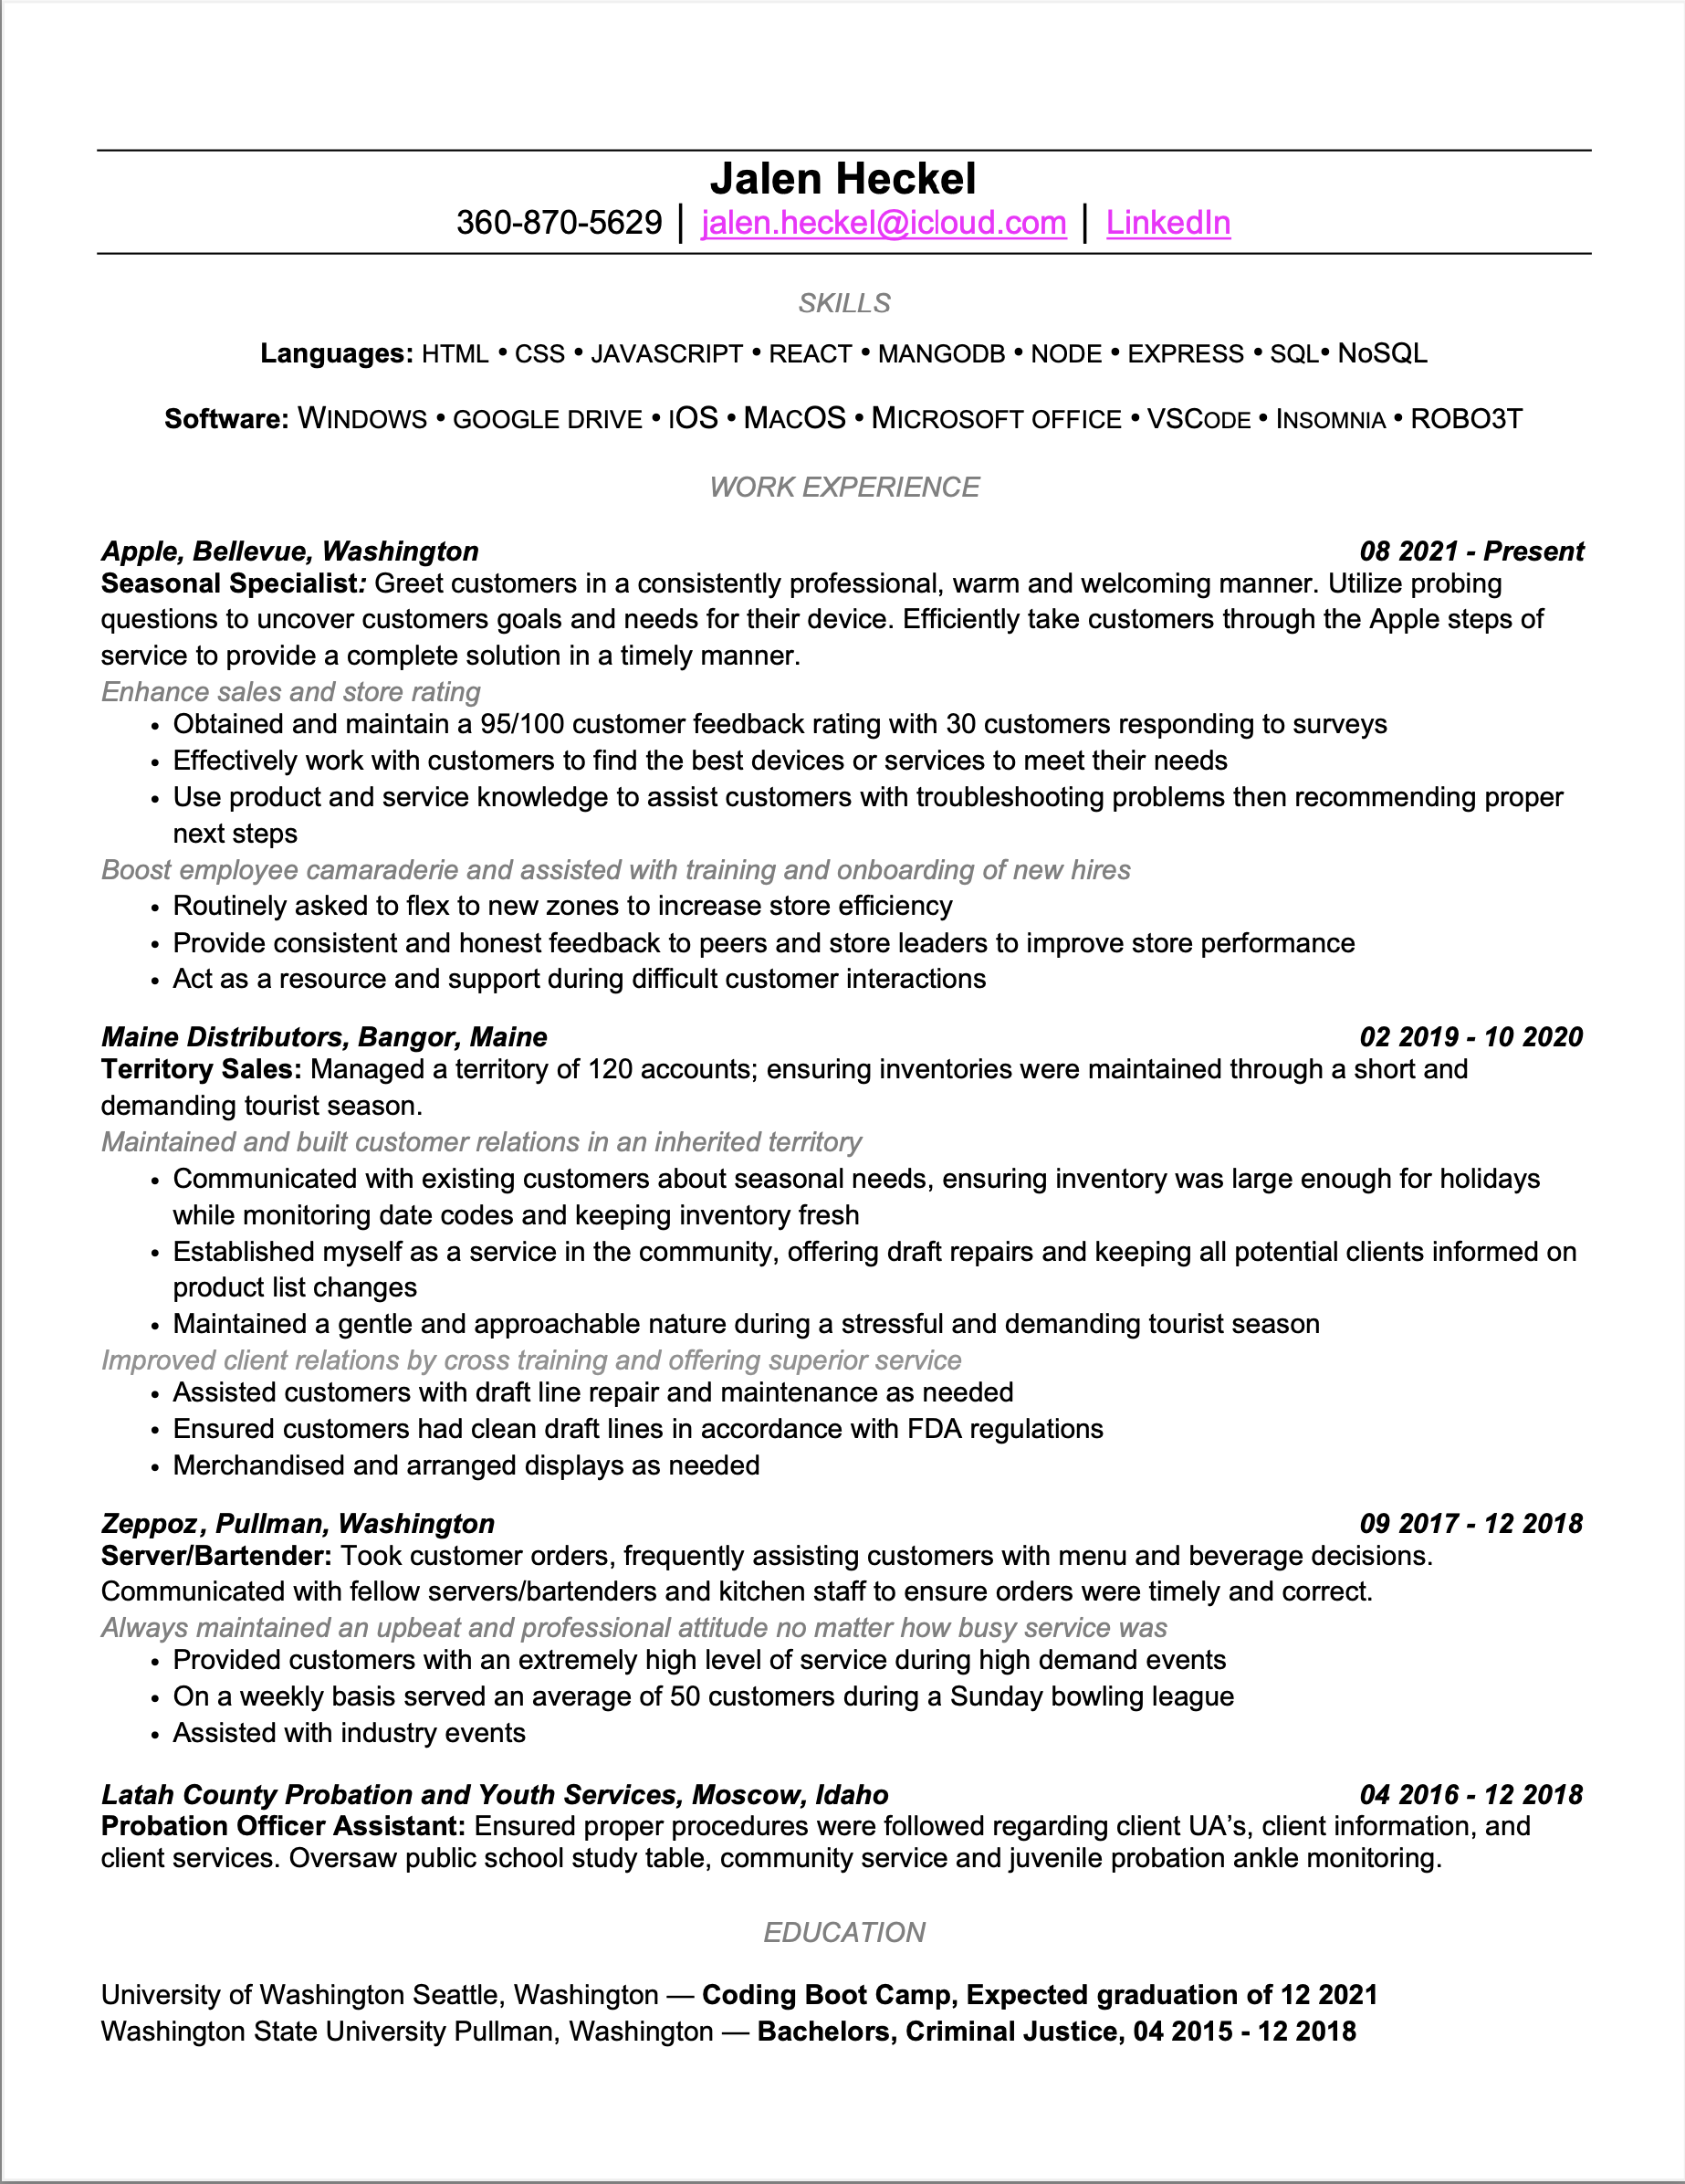 Jalen Heckel
360-870-5629 | jalen.heckel@icloud.com | LinkedIn
SKILLS
Languages: HTML • CSS • JAVASCRIPT • REACT • MANGODB • NODE • EXPRESS • SQL• NoSQL
Software: WINDOWS • GOOGLE DRIVE • IOS • MACOS • MICROSOFT OFFICE • VSCODE • INSOMNIA • ROBO3T
WORK EXPERIENCE
Apple, Bellevue, Washington 08 2021 - Present
Seasonal Specialist: Greet customers in a consistently professional, warm and welcoming manner. Utilize probing
questions to uncover customers goals and needs for their device. Efficiently take customers through the Apple steps of
service to provide a complete solution in a timely manner.
Enhance sales and store rating
• Obtained and maintain a 95/100 customer feedback rating with 30 customers responding to surveys
• Effectively work with customers to find the best devices or services to meet their needs
• Use product and service knowledge to assist customers with troubleshooting problems then recommending proper
next steps
Boost employee camaraderie and assisted with training and onboarding of new hires
• Routinely asked to flex to new zones to increase store efficiency
• Provide consistent and honest feedback to peers and store leaders to improve store performance
• Act as a resource and support during difficult customer interactions
Maine Distributors, Bangor, Maine 02 2019 - 10 2020
Territory Sales: Managed a territory of 120 accounts; ensuring inventories were maintained through a short and
demanding tourist season.
Maintained and built customer relations in an inherited territory
• Communicated with existing customers about seasonal needs, ensuring inventory was large enough for holidays
while monitoring date codes and keeping inventory fresh
• Established myself as a service in the community, offering draft repairs and keeping all potential clients informed on
product list changes
• Maintained a gentle and approachable nature during a stressful and demanding tourist season
Improved client relations by cross training and offering superior service
• Assisted customers with draft line repair and maintenance as needed
• Ensured customers had clean draft lines in accordance with FDA regulations
• Merchandised and arranged displays as needed
Zeppoz, Pullman, Washington 09 2017 - 12 2018
Server/Bartender: Took customer orders, frequently assisting customers with menu and beverage decisions.
Communicated with fellow servers/bartenders and kitchen staff to ensure orders were timely and correct.
Always maintained an upbeat and professional attitude no matter how busy service was
• Provided customers with an extremely high level of service during high demand events
• On a weekly basis served an average of 50 customers during a Sunday bowling league
• Assisted with industry events
Latah County Probation and Youth Services, Moscow, Idaho 04 2016 - 12 2018
Probation Officer Assistant: Ensured proper procedures were followed regarding client UA’s, client information, and
client services. Oversaw public school study table, community service and juvenile probation ankle monitoring.
EDUCATION
University of Washington Seattle, Washington — Coding Boot Camp, Expected graduation of 12 2021
Washington State University Pullman, Washington — Bachelors, Criminal Justice, 04 2015 - 12 2018